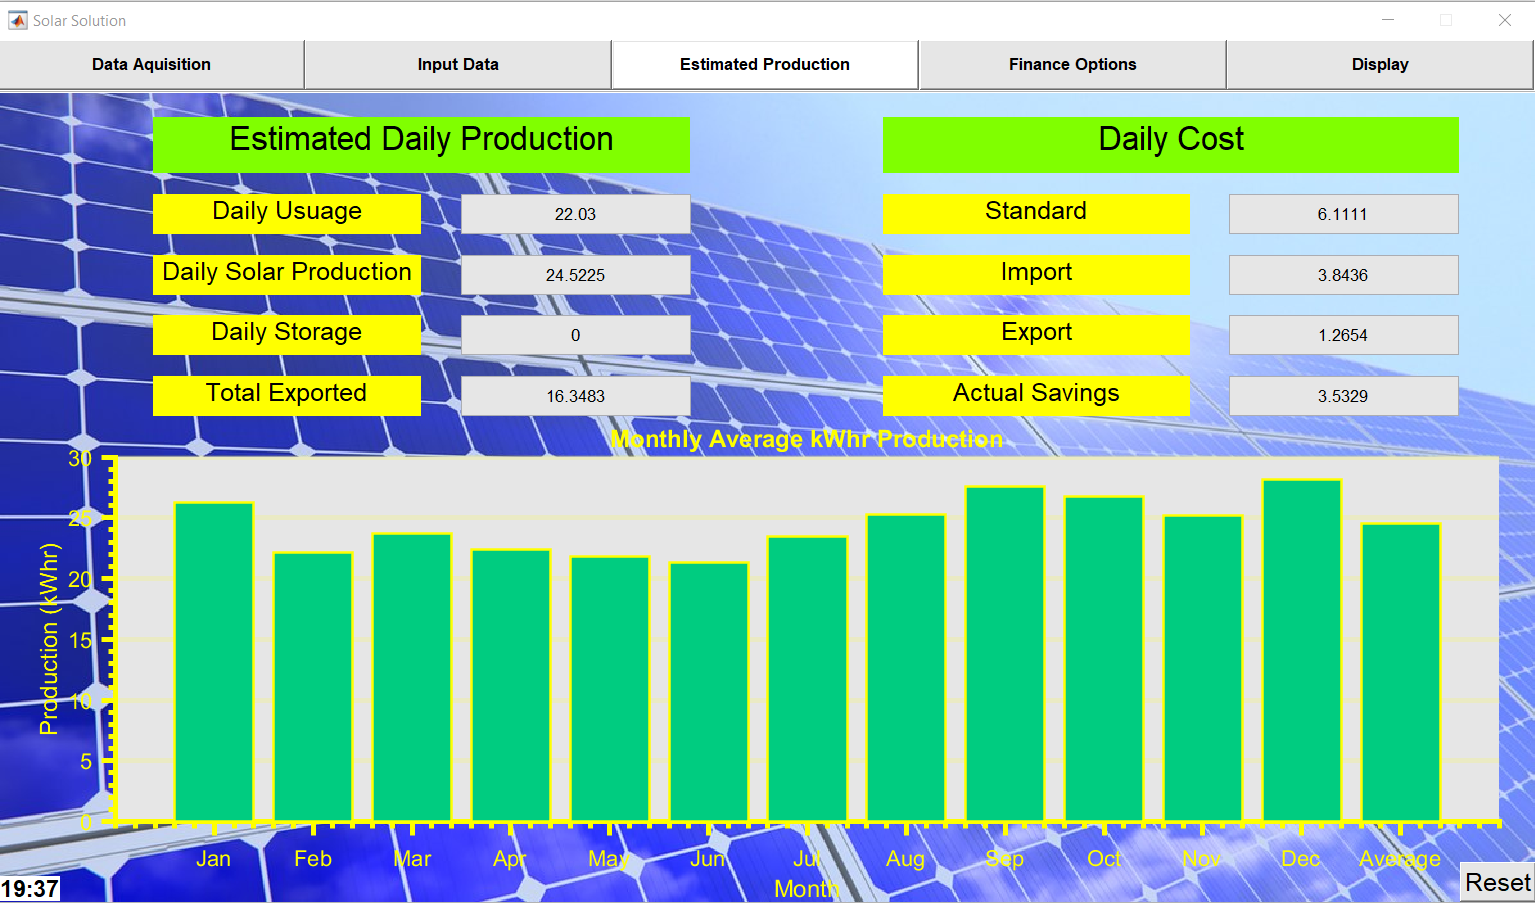 Solar Solution
Data Aquisition
Input Data
Estimated Production
Finance Options
Display
Estimated Daily Production
Daily Cost
Daily Usuage
22.03
Standard
6.1111
Daily Solar Production
24.5225
Import
3.8436
Daily Storage
0
Export
1.2654
Total Exported
16.3483
Actual Savings
3.5329
Monthly Average kWhr Production
30
25
20
15
10
5
0
Production (kWhr)
Jan Feb Mar Apr May Jun Jul Aug Sep Oct Nov Dec Average
Month
19:37
Reset